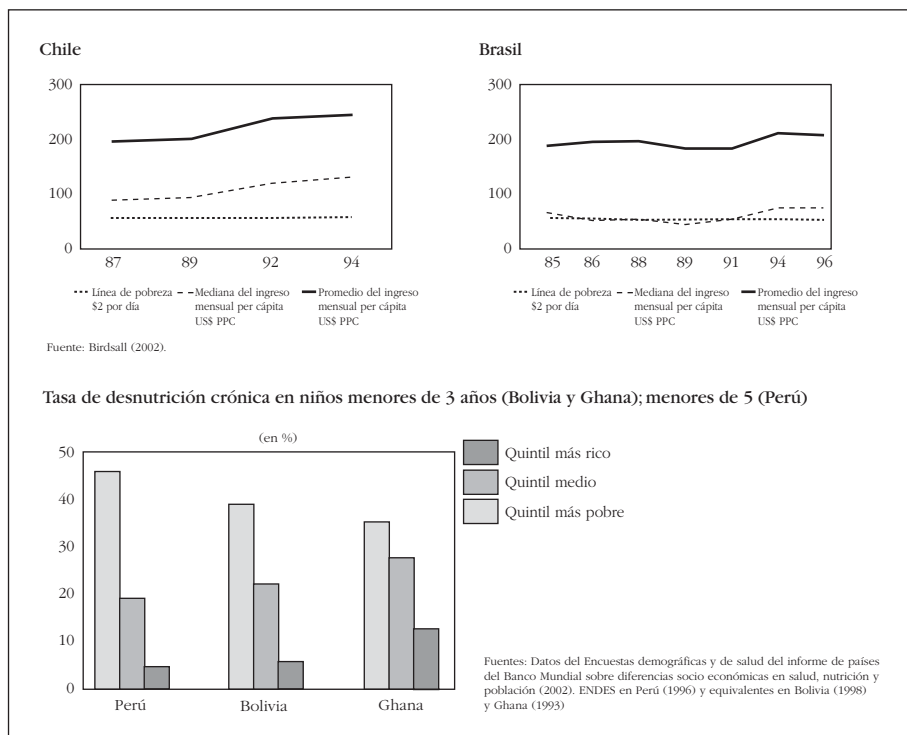 Chile
300
200
100
0
87 89 92 94
Línea de pobreza
$2 por día
Mediana del ingreso
mensual per cápita
US$ PPC
Promedio del ingreso
mensual per cápita
US$ PPC
Fuente: Birdsall (2002).
Brasil
300
200
100
0
85 86 88 89 91 94 96
Línea de pobreza
$2 por día
Mediana del ingreso
mensual per cápita
US$ PPC
Promedio del ingreso
mensual per cápita
US$ PPC
Tasa de desnutrición crónica en niños menores de 3 años (Bolivia y Ghana); menores de 5 (Perú)
(en %)
50
40
30
20
10
0
Perú Bolivia Ghana
Quintil más rico
Quintil medio
Quintil más pobre
Fuentes: Datos del Encuestas demográficas y de salud del informe de países
del Banco Mundial sobre diferencias socio económicas en salud, nutrición y
población (2002). ENDES en Perú (1996) y equivalentes en Bolivia (1998)
y Ghana (1993)